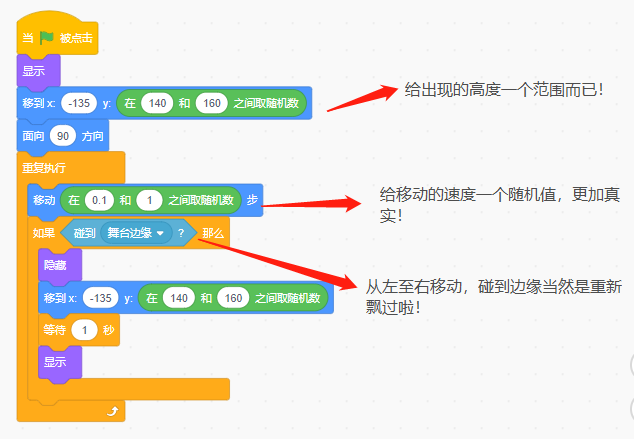 当 被点击
显示
移到 x: -135 y: 在 140 和 160 之间取随机数
给出现的高度一个范围而已！
面向 90 方向
重复执行
移动 在 0.1 和 1 之间取随机数 步
给移动的速度一个随机值，更加真
实！
如果 碰到 舞台边缘 ? 那么
隐藏
从左至右移动，碰到边缘当然是重新
飘过啦！
移到 x: -135 y: 在 140 和 160 之间取随机数
等待 1 秒
显示